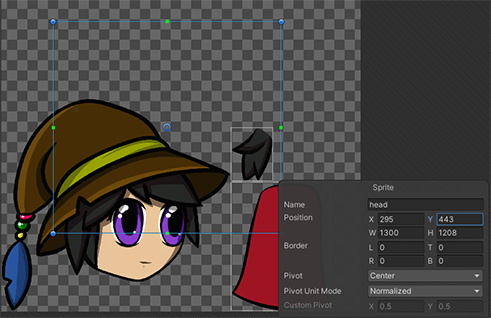 Sprite
Name head
Position X 295 Y 443
W 1300 H 1208
Border L 0 T 0
R 0 B 0
Pivot Center
Pivot Unit Mode Normalized
Custom Pivot X 0.5 Y 0.5